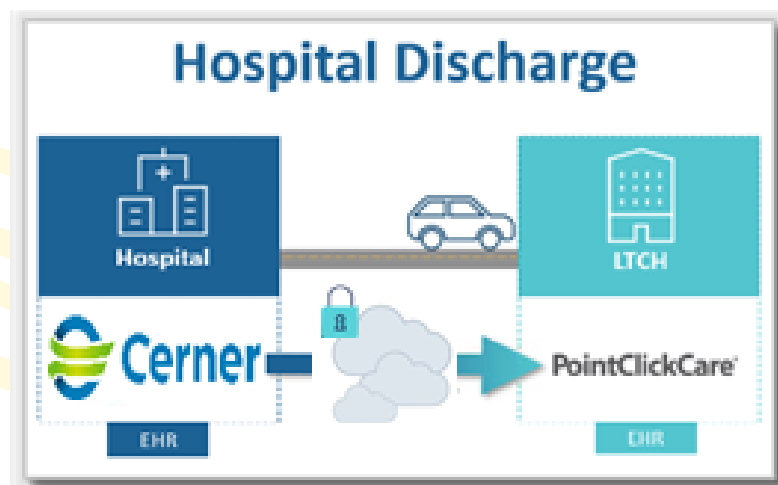 Hospital Discharge
Hospital
LTCH
Cerner
PointClickCare
EHR
EHR